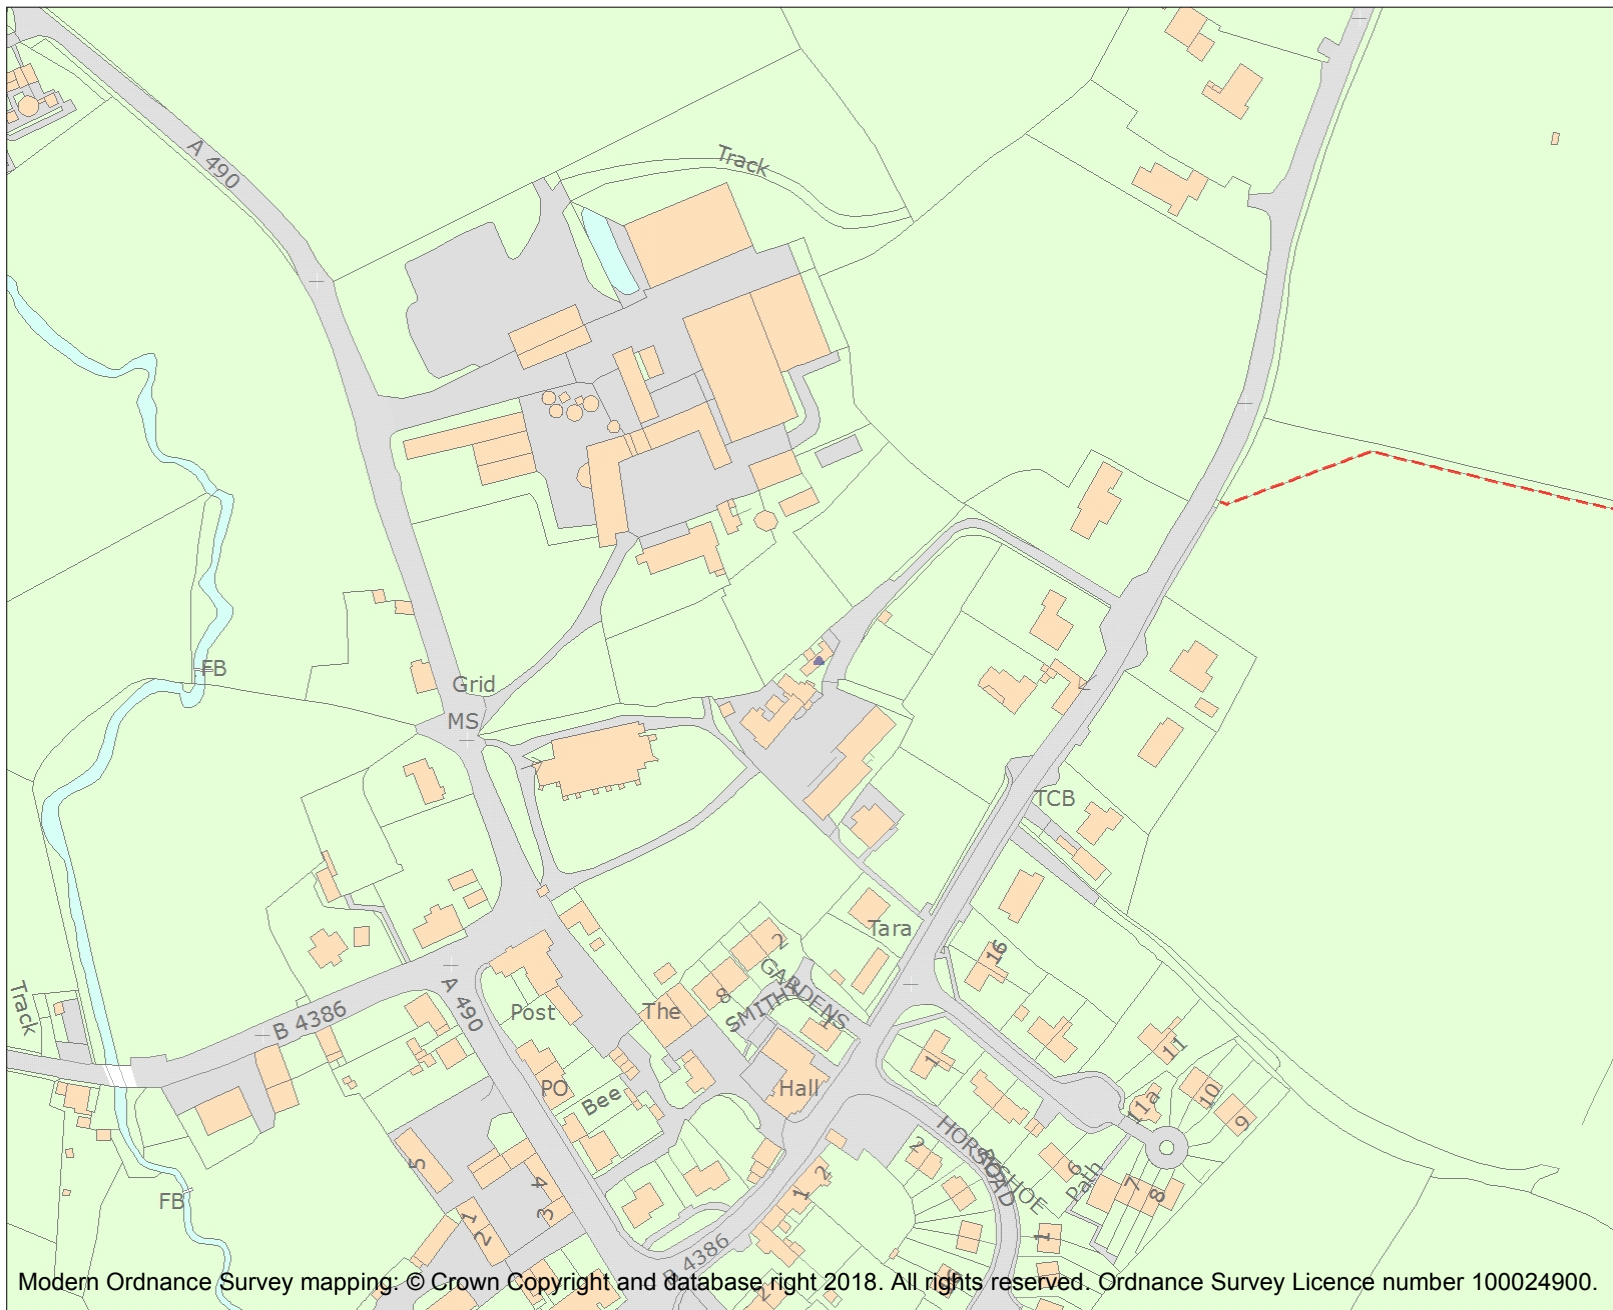 A 490
Track
FB
Grid
MS
TCB
Tara
16
2
GARDENS
8
SMITHY
1
Track
B 4386
A 490
Post
The
PO
Bee
Hall
1
11
11a
10
9
HORSESHOE
ROAD
2
6
Path
7
8
5
4
3
1
2
1
2
FB
1
B 4386
2
Modern Ordnance Survey mapping: © Crown Copyright and database right 2018. All rights reserved. Ordnance Survey Licence number 100024900.